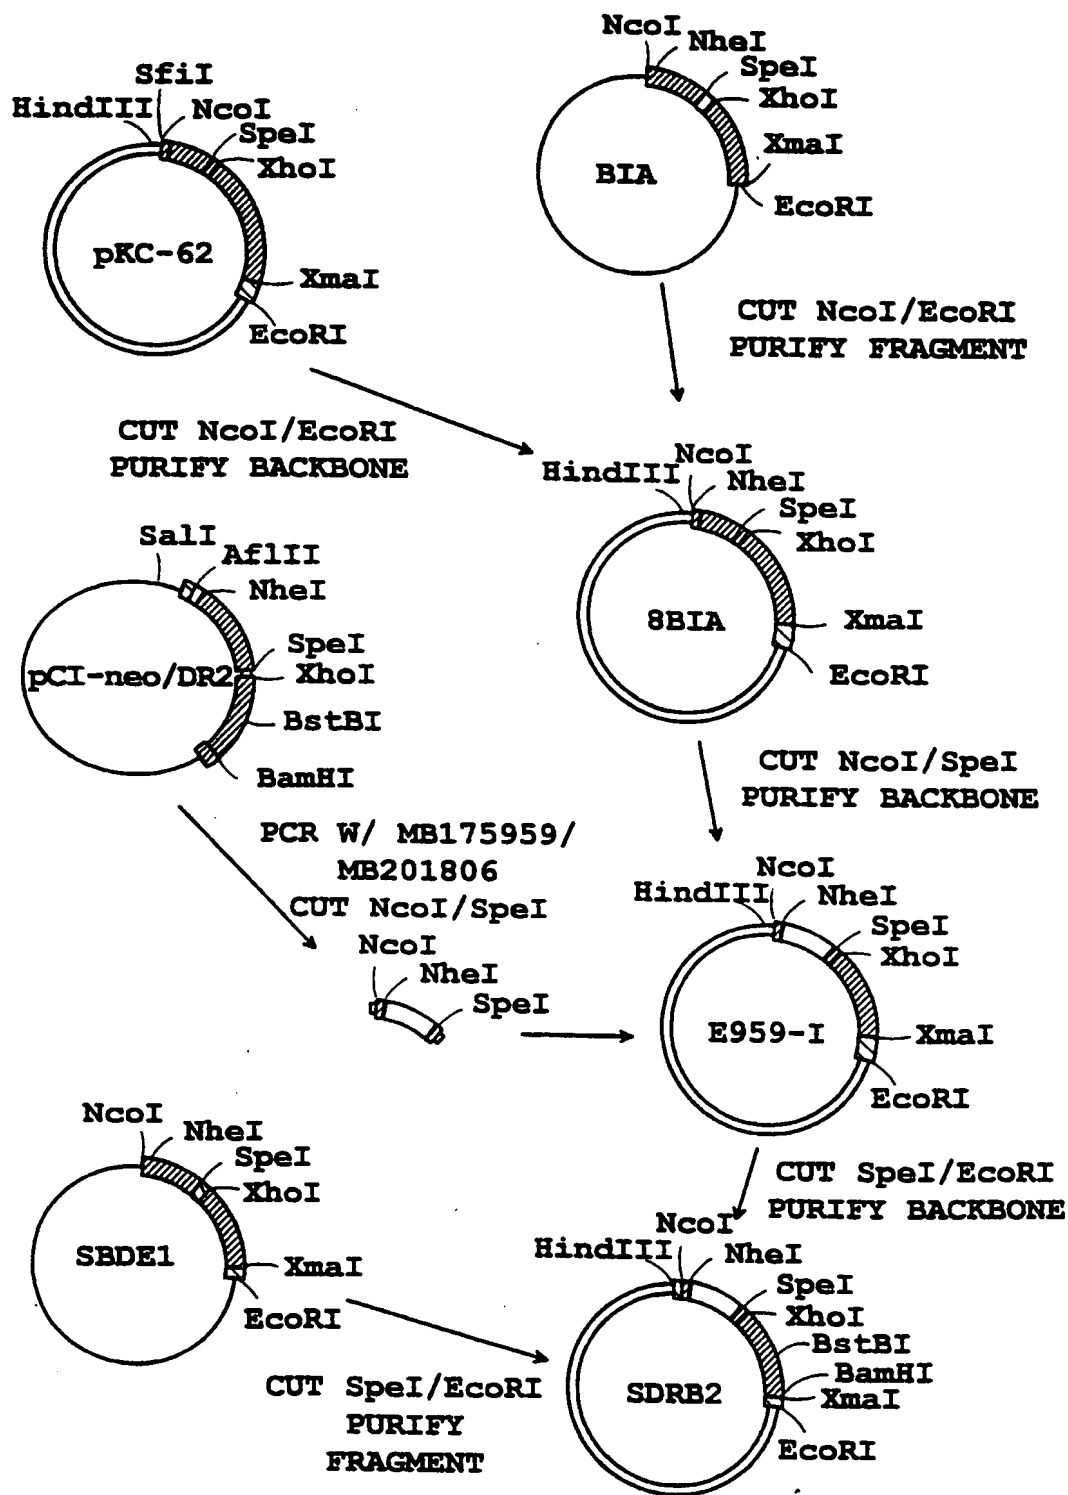 SfiI
HindIII
NcoI
SpeI
XhoI
pKC-62
XmaI
EcoRI
NcoI
NheI
SpeI
XhoI
XmaI
BIA
EcoRI
CUT NcoI/EcoRI
PURIFY FRAGMENT
CUT NcoI/EcoRI
PURIFY BACKBONE
NcoI
HindIII
NheI
SpeI
XhoI
8BIA
XmaI
EcoRI
SalI
AflII
NheI
SpeI
pCI-neo/DR2
XhoI
BstBI
BamHI
CUT NcoI/SpeI
PURIFY BACKBONE
PCR W/ MB175959/
MB201806
CUT NcoI/SpeI
NcoI
NheI
SpeI
NcoI
HindIII
NheI
SpeI
XhoI
E959-I
XmaI
EcoRI
NcoI
NheI
SpeI
XhoI
SBDE1
XmaI
EcoRI
CUT SpeI/EcoRI
PURIFY BACKBONE
CUT SpeI/EcoRI
PURIFY
FRAGMENT
NcoI
HindIII
NheI
SpeI
XhoI
BstBI
BamHI
SDRB2
XmaI
EcoRI